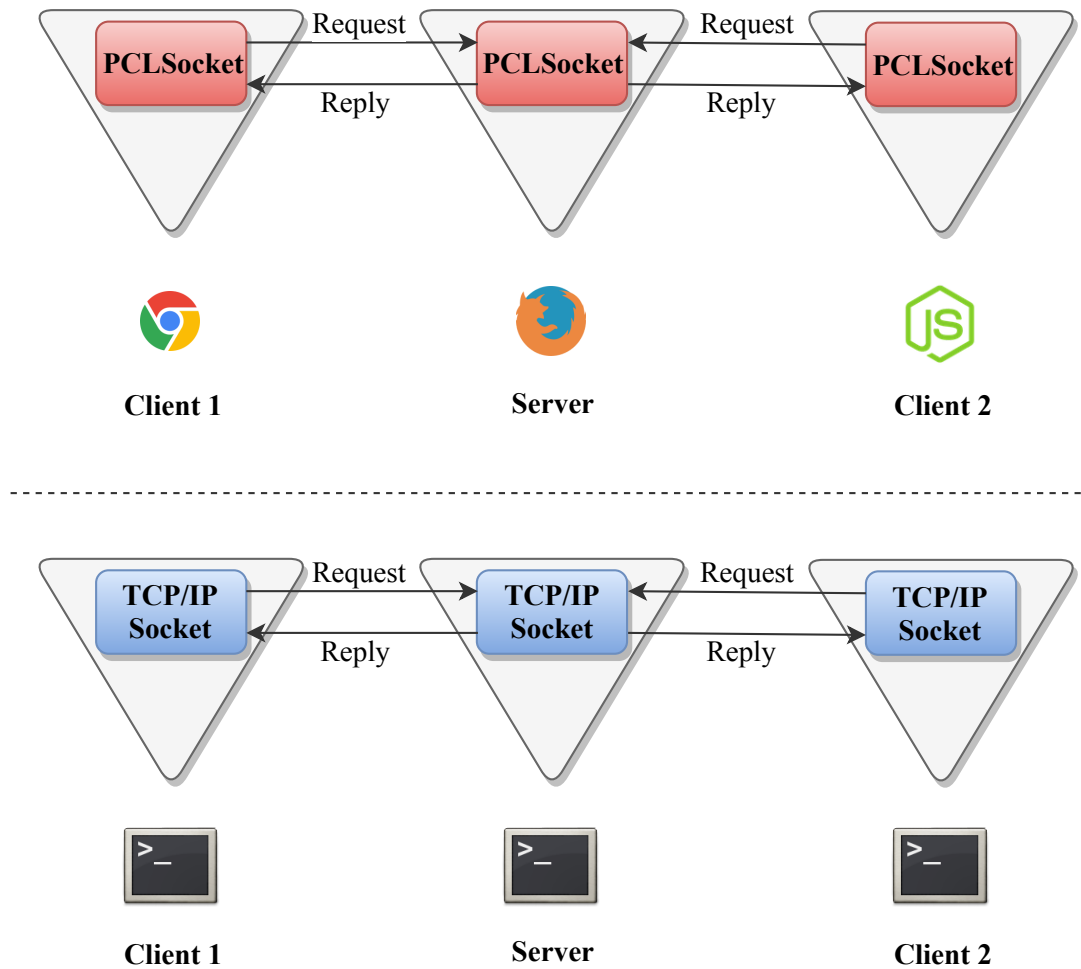 Request
Request
PCLSocket
PCLSocket
PCLSocket
Reply
Reply
JS
Client 1
Server
Client 2
Request
Request
TCP/IP
Socket
TCP/IP
Socket
TCP/IP
Socket
Reply
Reply
>_
>_
>_
Client 1
Server
Client 2